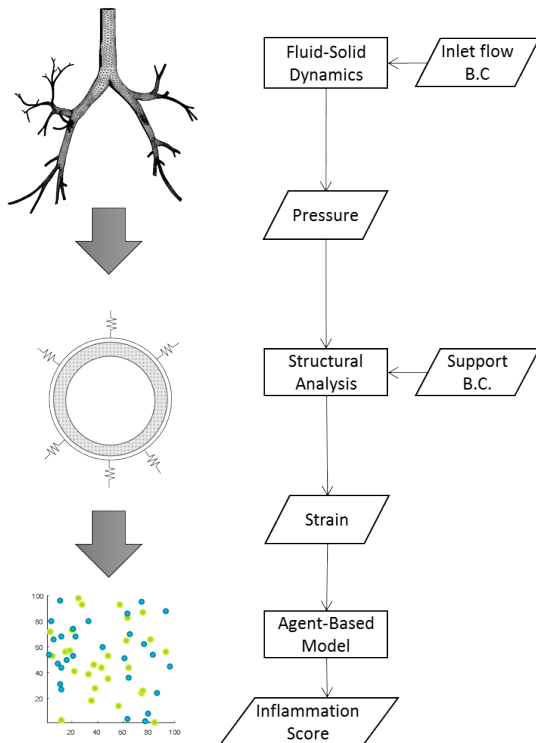 Fluid-Solid
Dynamics
Inlet flow
B.C
Pressure
Structural
Analysis
Support
B.C.
Strain
Agent-Based
Model
Inflammation
Score
100
80
60
40
20
20
40
60
80
100